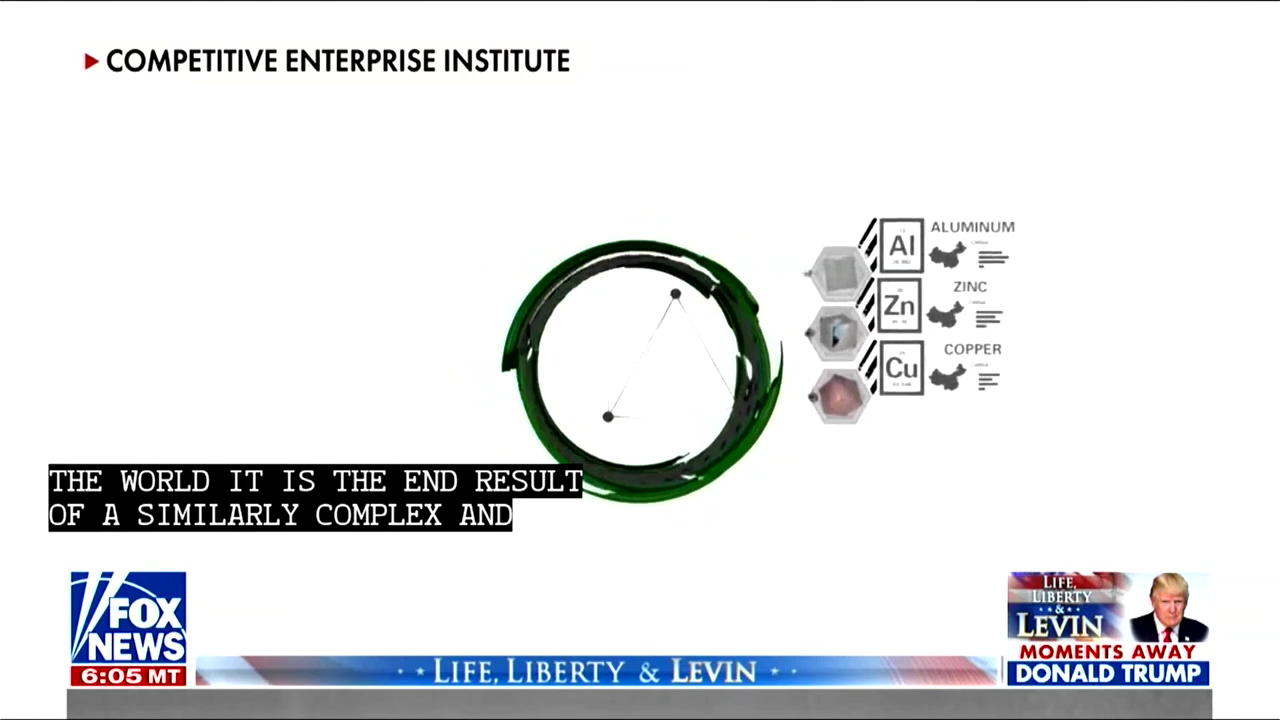 COMPETITIVE ENTERPRISE INSTITUTE
Al
ALUMINUM
Zn
ZINC
Cu
COPPER
THE WORLD IT IS THE END RESULT
OF A SIMILARLY COMPLEX AND
FOX
NEWS
6:05 MT
LIFE, LIBERTY & LEVIN
LIFE,
LIBERTY
&
LEVIN
MOMENTS AWAY
DONALD TRUMP